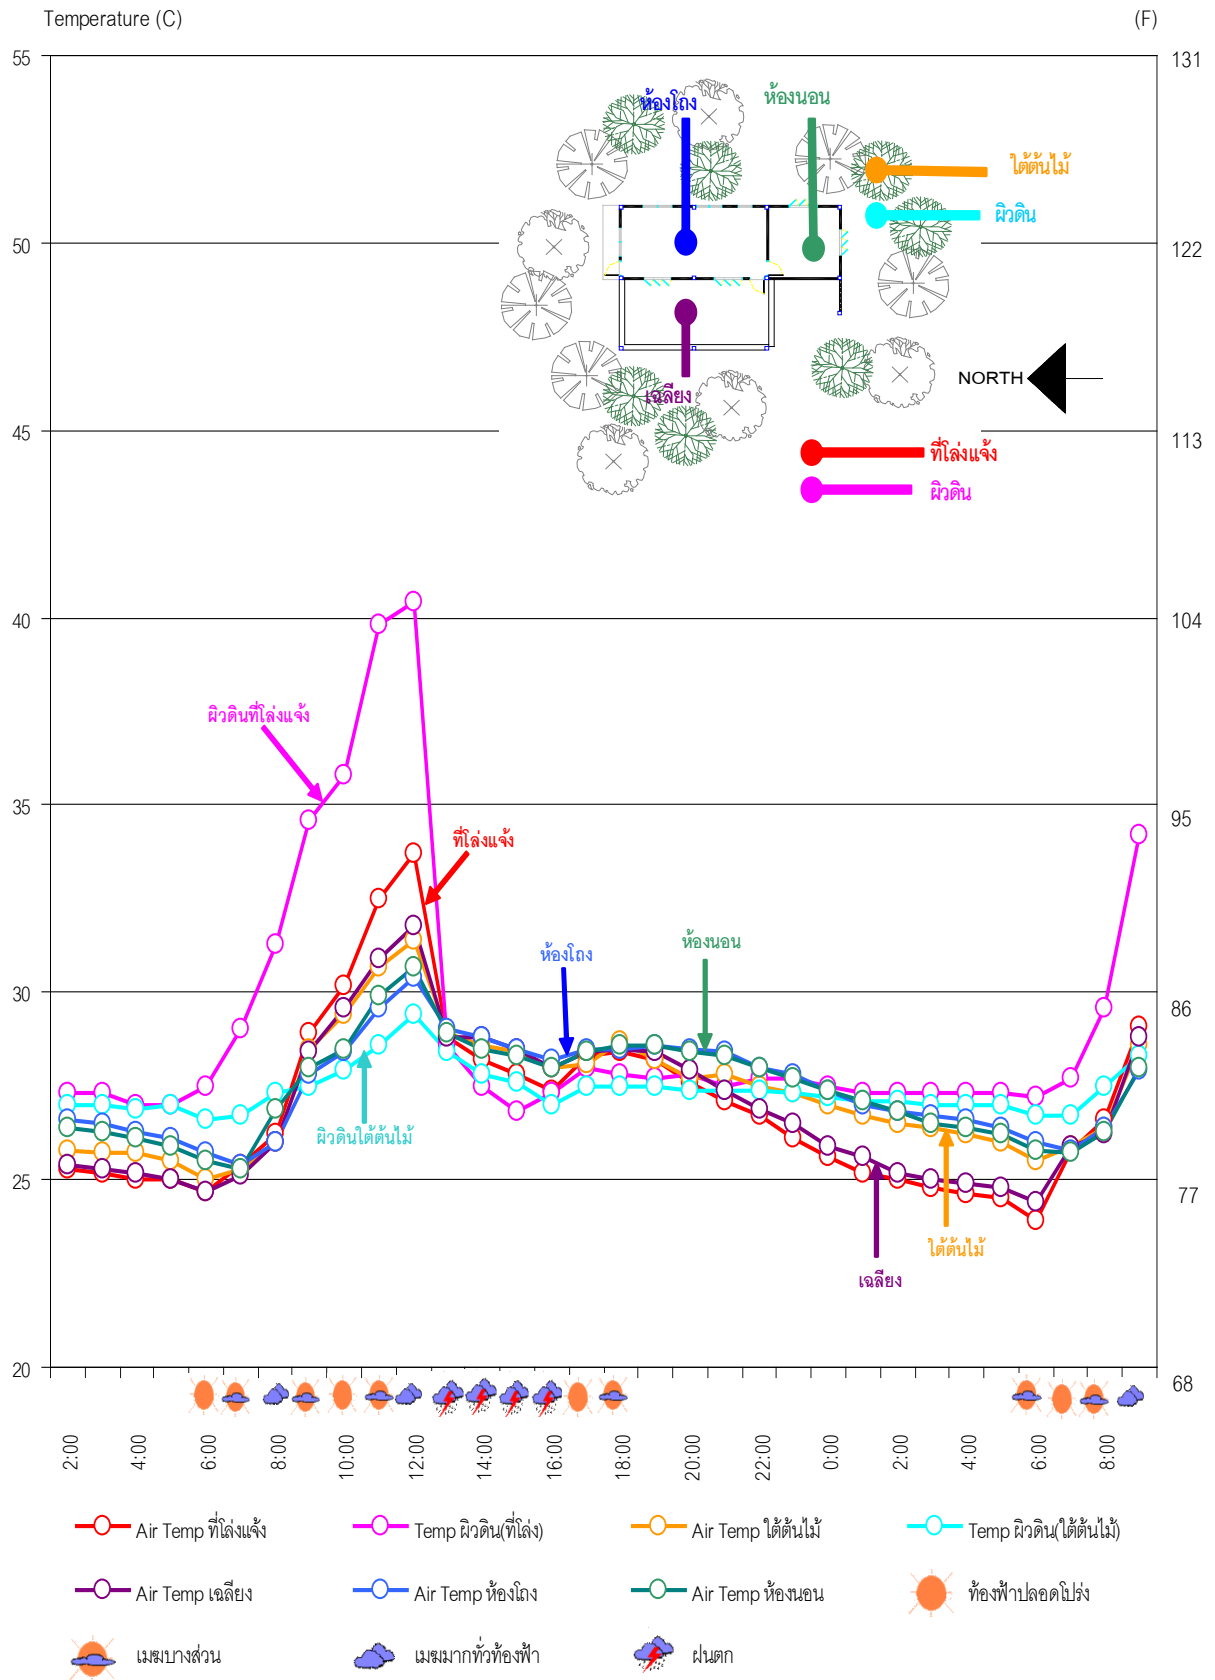 Temperature (C)
(F)
55
131
ห้องโถง
ห้องนอน
ใต้ต้นไม้
ผิวดิน
50
122
NORTH
เฉลียง
45
113
ที่โล่งแจ้ง
ผิวดิน
40
104
ผิวดินที่โล่งแจ้ง
35
95
ที่โล่งแจ้ง
ห้องโถง
ห้องนอน
30
86
ผิวดินใต้ต้นไม้
25
77
ใต้ต้นไม้
เฉลียง
20
68
2:00 4:00 6:00 8:00 10:00 12:00 14:00 16:00 18:00 20:00 22:00 0:00 2:00 4:00 6:00 8:00
Air Temp ที่โล่งแจ้ง
Temp ผิวดิน(ที่โล่ง)
Air Temp ใต้ต้นไม้
Temp ผิวดิน(ใต้ต้นไม้)
Air Temp เฉลียง
Air Temp ห้องโถง
Air Temp ห้องนอน
ท้องฟ้าปลอดโปร่ง
เมฆบางส่วน
เมฆมากทั่วท้องฟ้า
ฝนตก